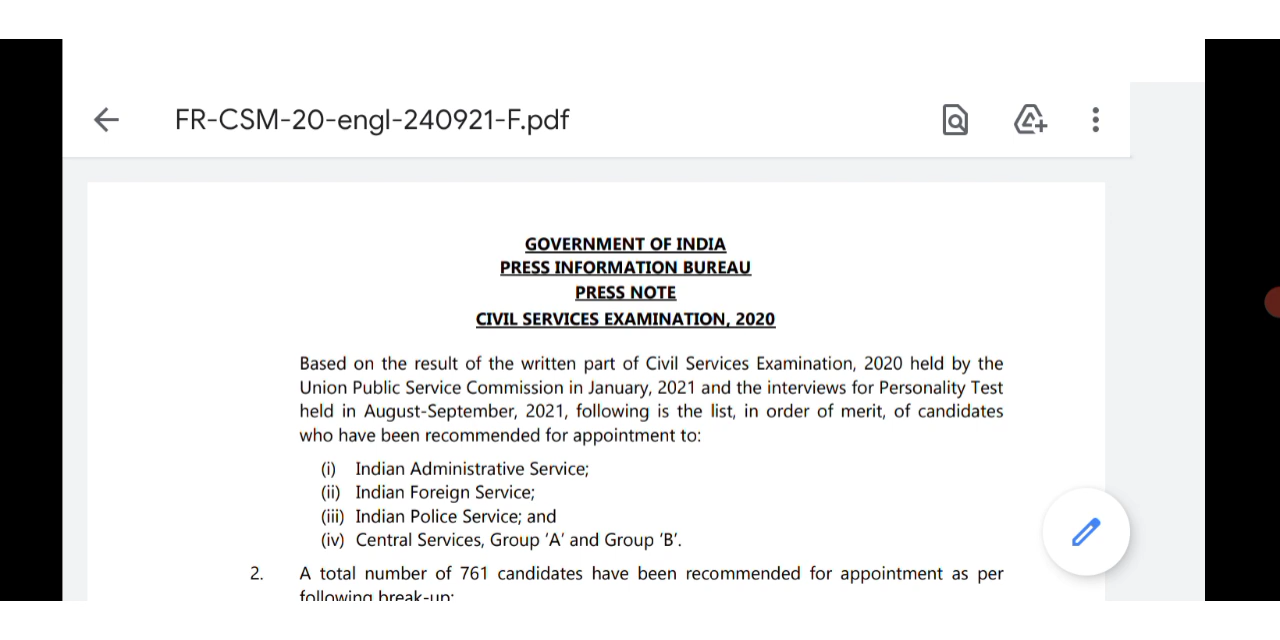 FR-CSM-20-engl-240921-F.pdf
GOVERNMENT OF INDIA
PRESS INFORMATION BUREAU
PRESS NOTE
CIVIL SERVICES EXAMINATION, 2020
Based on the result of the written part of Civil Services Examination, 2020 held by the
Union Public Service Commission in January, 2021 and the interviews for Personality Test
held in August-September, 2021, following is the list, in order of merit, of candidates
who have been recommended for appointment to:
(i) Indian Administrative Service;
(ii) Indian Foreign Service;
(iii) Indian Police Service; and
(iv) Central Services, Group ‘A’ and Group ‘B’.
2. A total number of 761 candidates have been recommended for appointment as per
following break-up: